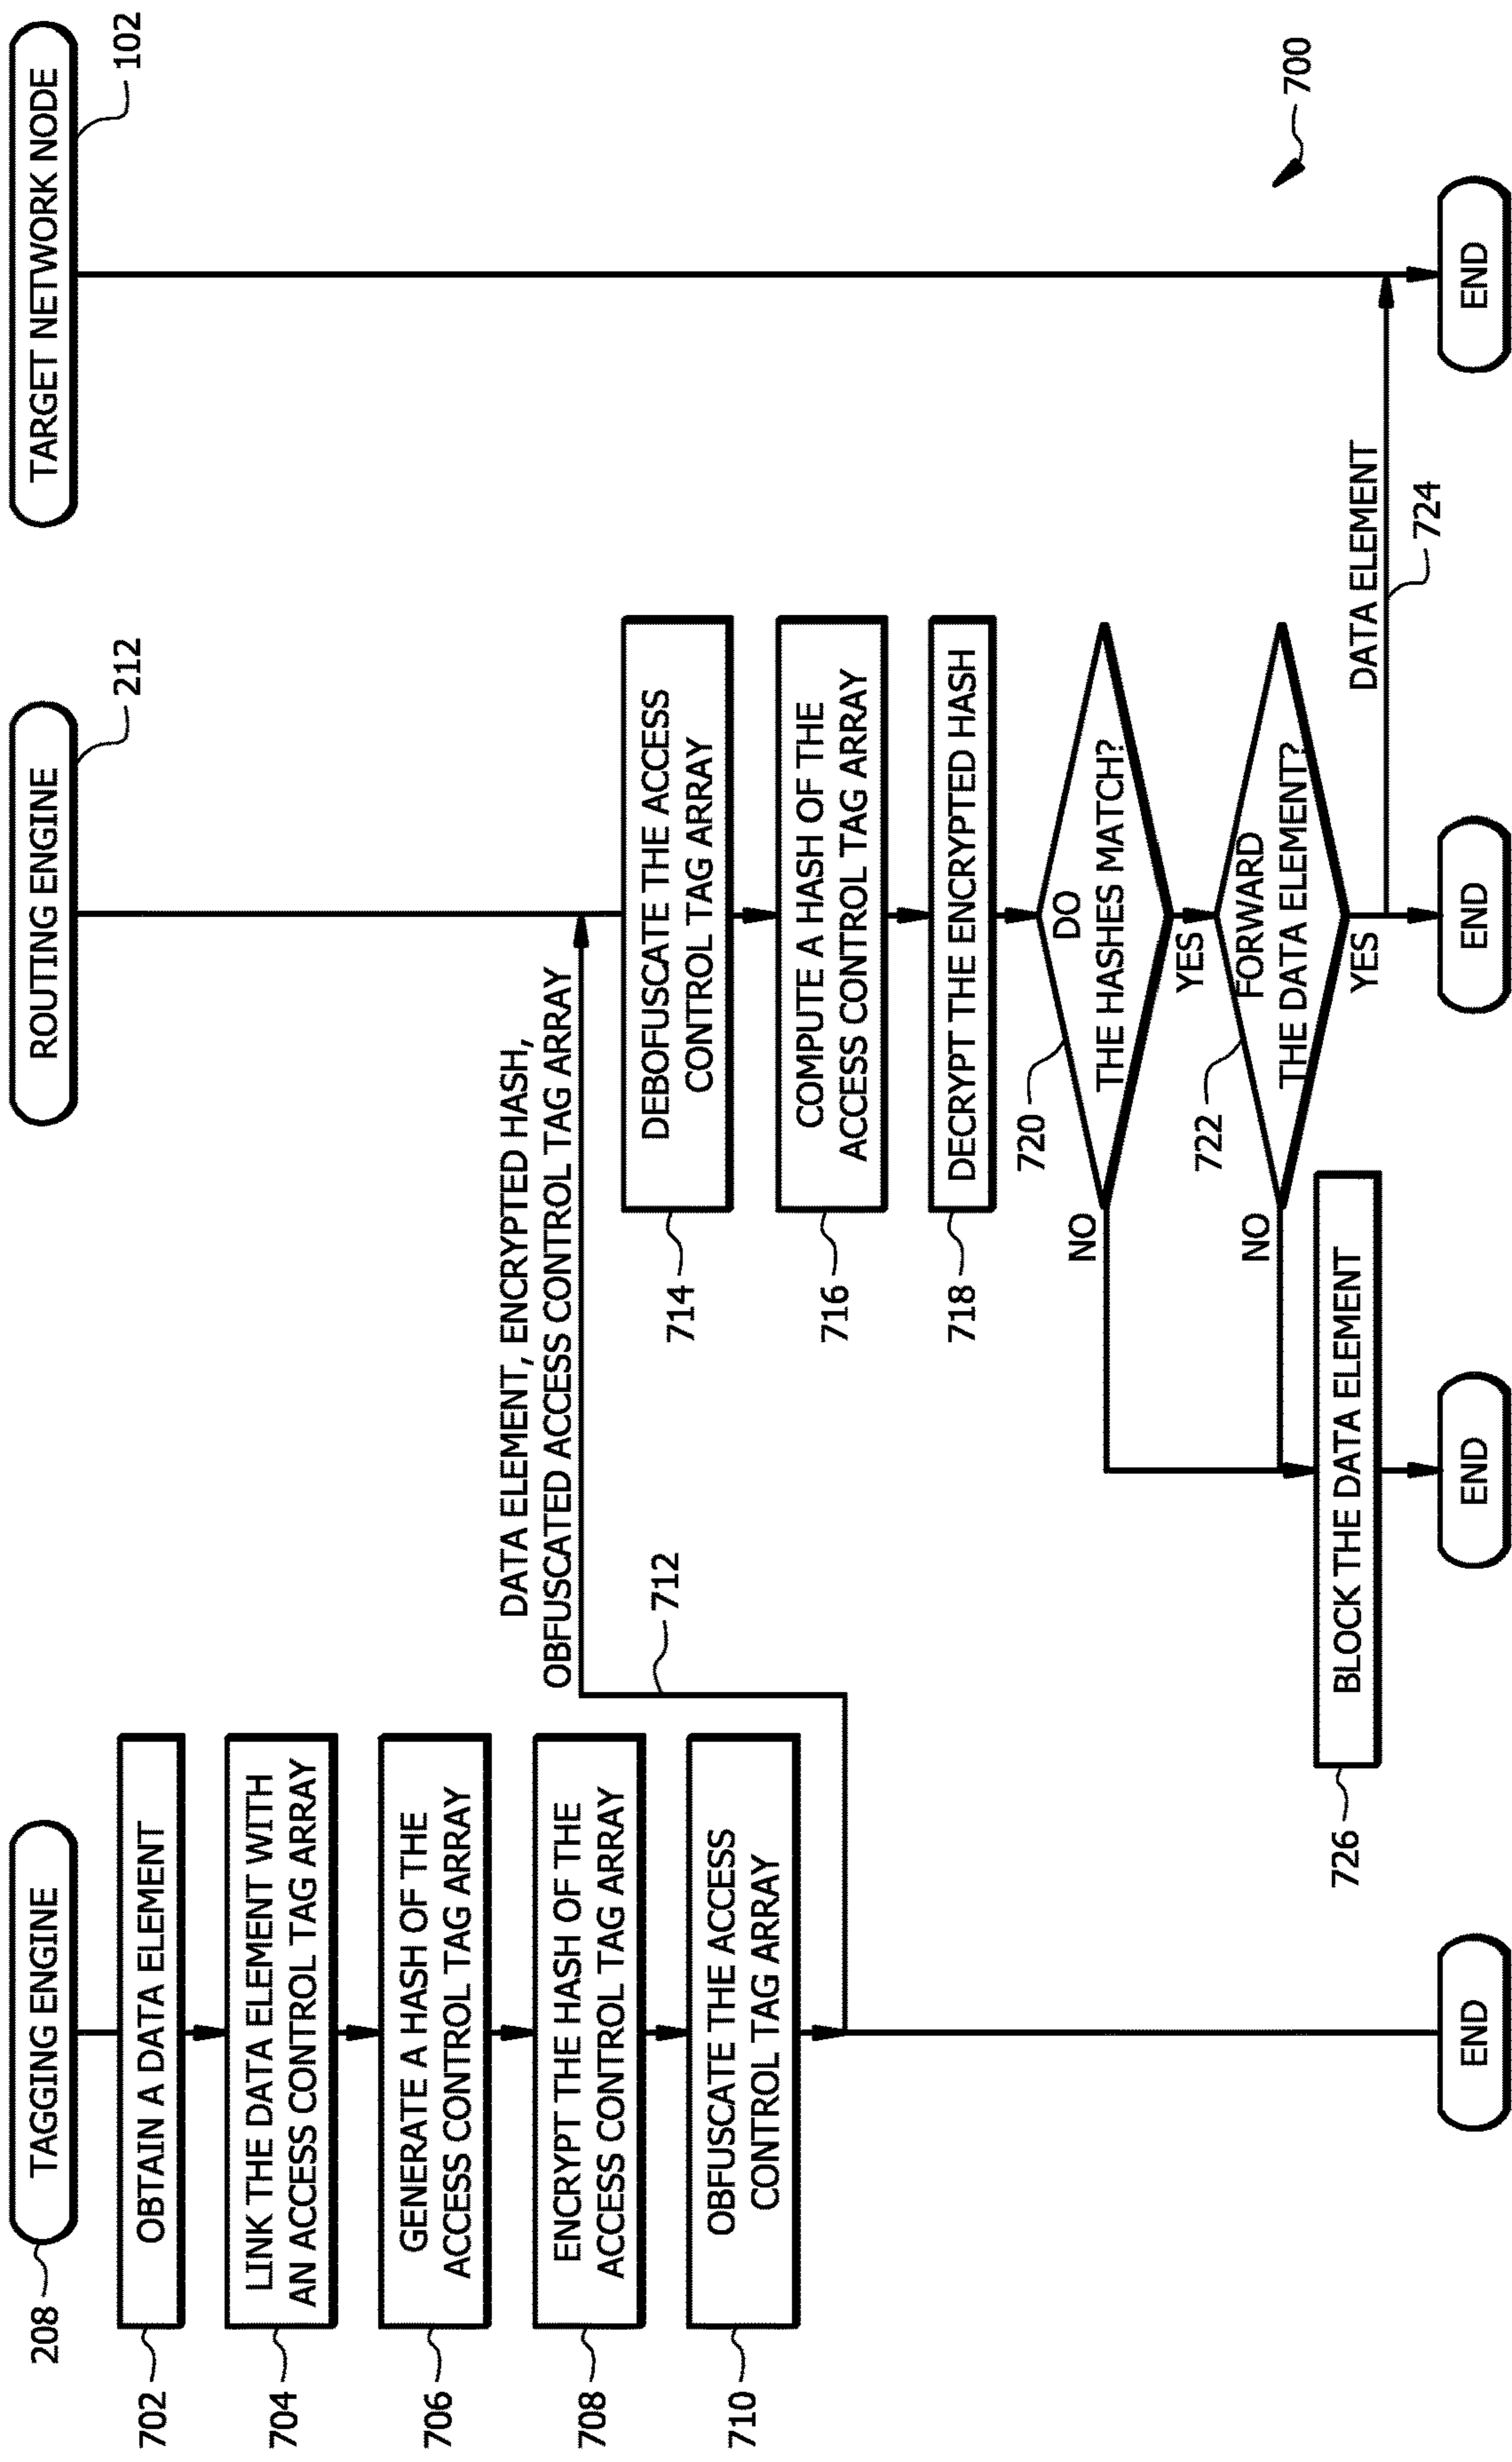 TAGGING ENGINE
208
OBTAIN A DATA ELEMENT
702
LINK THE DATA ELEMENT WITH
AN ACCESS CONTROL TAG ARRAY
704
GENERATE A HASH OF THE
ACCESS CONTROL TAG ARRAY
706
ENCRYPT THE HASH OF THE
ACCESS CONTROL TAG ARRAY
708
OBFUSCATE THE ACCESS
CONTROL TAG ARRAY
710
END
DATA ELEMENT, ENCRYPTED HASH,
OBFUSCATED ACCESS CONTROL TAG ARRAY
712
ROUTING ENGINE
212
DEBOFUSCATE THE ACCESS
CONTROL TAG ARRAY
714
COMPUTE A HASH OF THE
ACCESS CONTROL TAG ARRAY
716
DECRYPT THE ENCRYPTED HASH
718
DO
THE HASHES MATCH?
720
NO
YES
FORWARD
THE DATA ELEMENT?
722
NO
YES
BLOCK THE DATA ELEMENT
726
END
END
DATA ELEMENT
724
TARGET NETWORK NODE
102
END
700